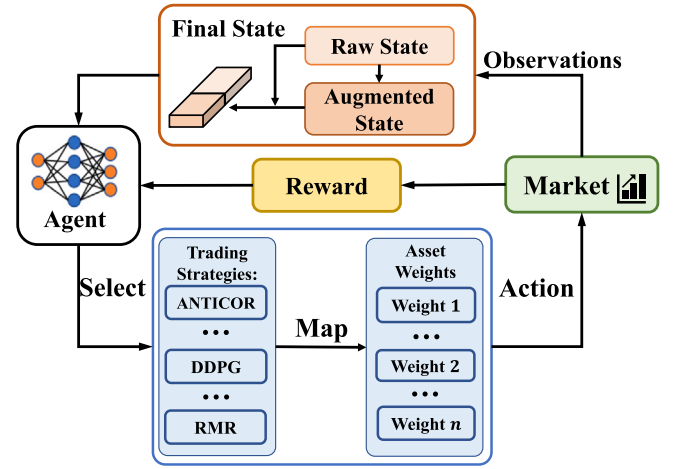 Final State
Raw State
Augmented
State
Observations
Agent
Reward
Market
Select
Trading
Strategies:
ANTICOR
...
DDPG
...
RMR
Map
Asset
Weights
Weight 1
...
Weight 2
...
Weight n
Action